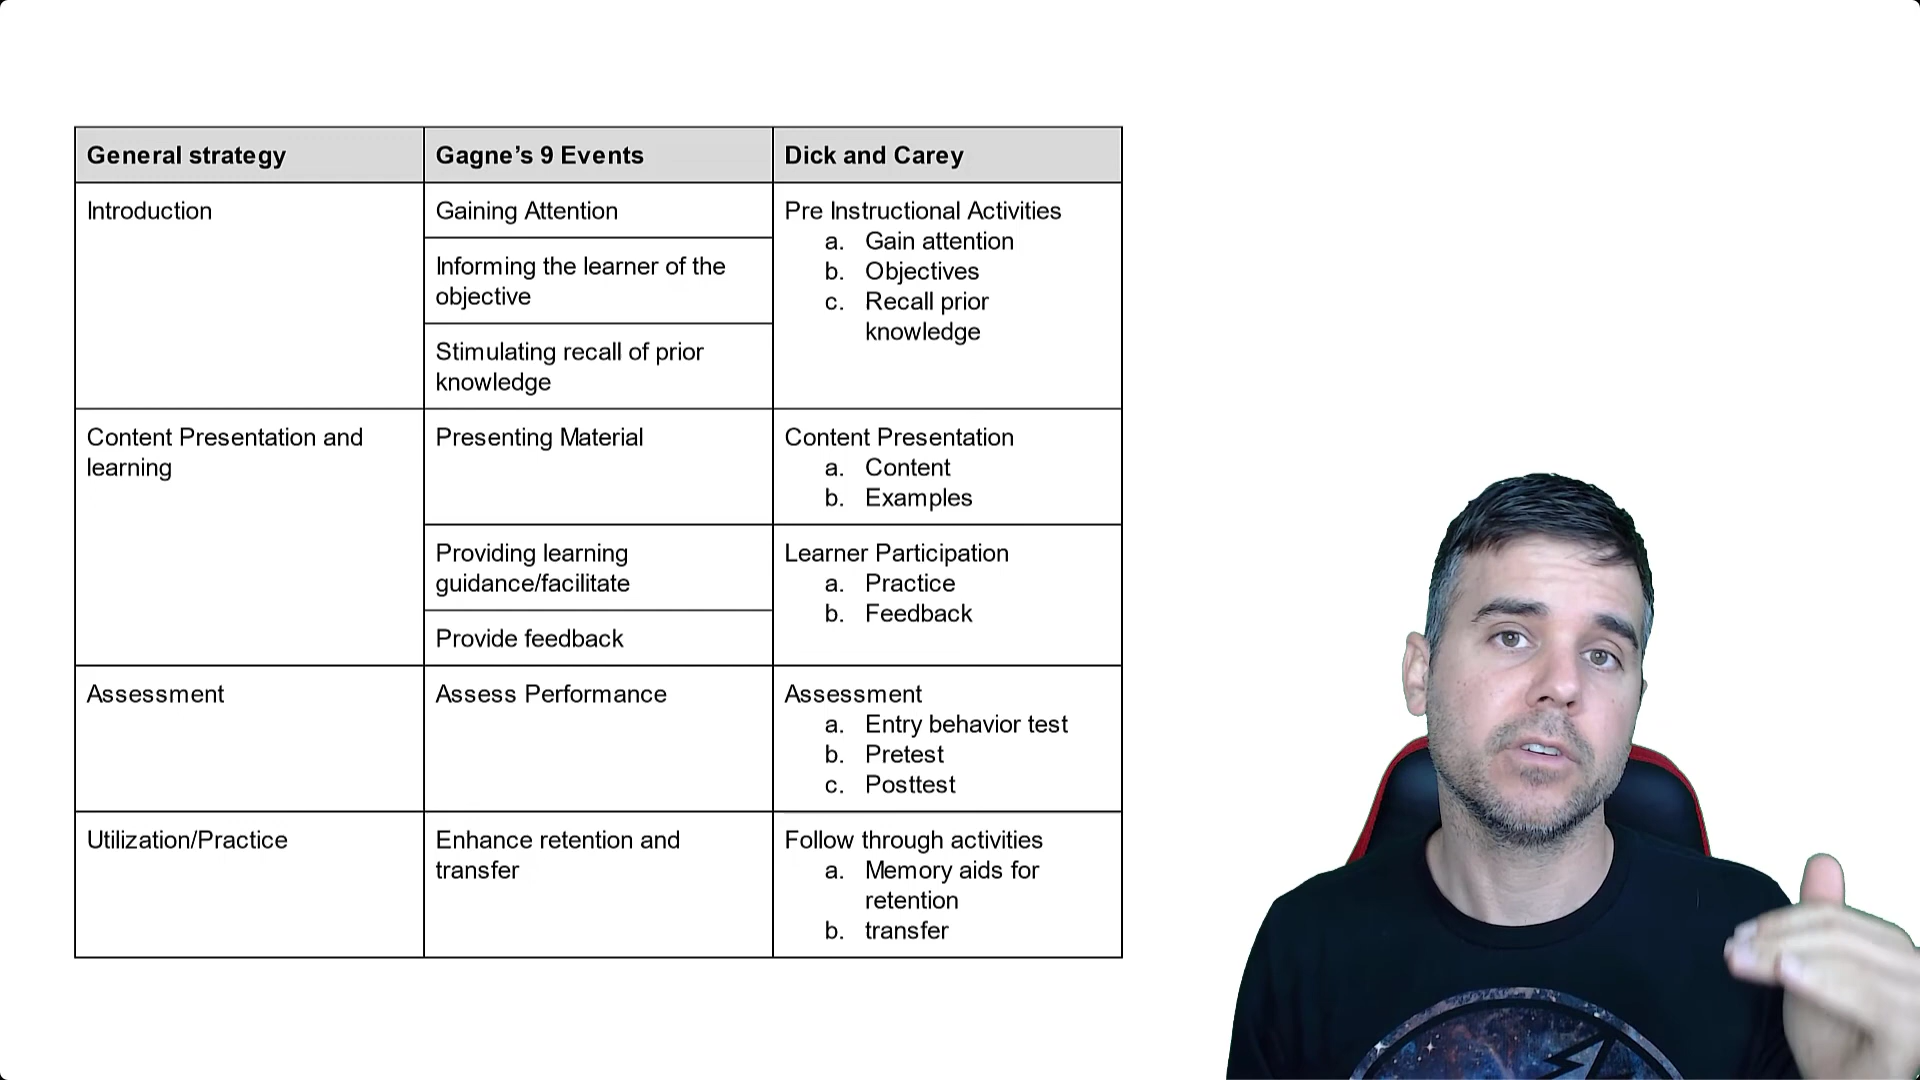 General strategy
Gagne's 9 Events
Dick and Carey
Introduction
Gaining Attention
Informing the learner of the
objective
Stimulating recall of prior
knowledge
Pre Instructional Activities
a. Gain attention
b. Objectives
c. Recall prior
knowledge
Content Presentation and
learning
Presenting Material
Content Presentation
a. Content
b. Examples
Providing learning
guidance/facilitate
Provide feedback
Learner Participation
a. Practice
b. Feedback
Assessment
Assess Performance
Assessment
a. Entry behavior test
b. Pretest
c. Posttest
Utilization/Practice
Enhance retention and
transfer
Follow through activities
a. Memory aids for
retention
b. transfer